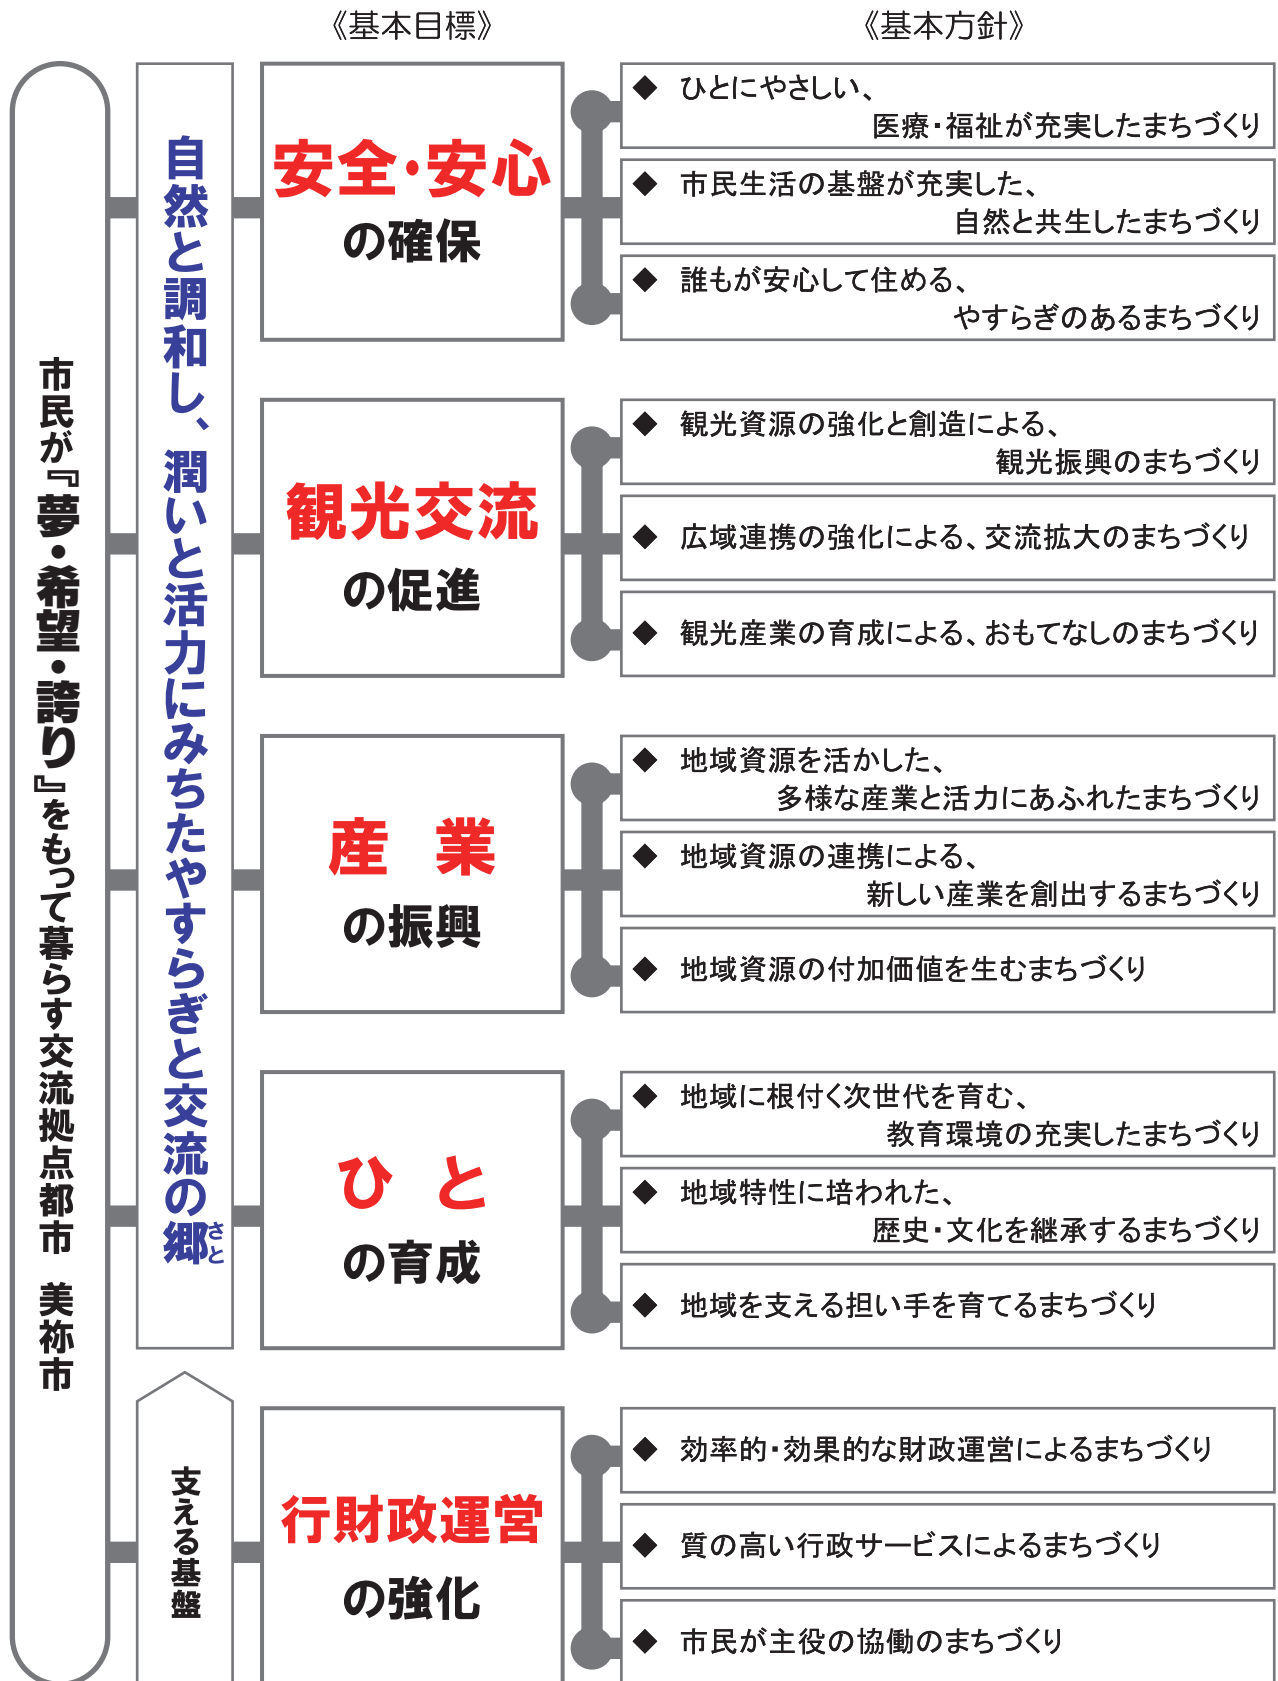 《基本目標》
《基本方針》
市民が『夢・希望・誇り』をもって暮らす交流拠点都市 美祢市
自然と調和し、潤いと活力にみちたやすらぎと交流の郷
さと
安全・安心
の確保
◆ ひとにやさしい、
医療・福祉が充実したまちづくり
◆ 市民生活の基盤が充実した、
自然と共生したまちづくり
◆ 誰もが安心して住める、
やすらぎのあるまちづくり
観光交流
の促進
◆ 観光資源の強化と創造による、
観光振興のまちづくり
◆ 広域連携の強化による、交流拡大のまちづくり
◆ 観光産業の育成による、おもてなしのまちづくり
産 業
の振興
◆ 地域資源を活かした、
多様な産業と活力にあふれたまちづくり
◆ 地域資源の連携による、
新しい産業を創出するまちづくり
◆ 地域資源の付加価値を生むまちづくり
ひ と
の育成
◆ 地域に根付く次世代を育む、
教育環境の充実したまちづくり
◆ 地域特性に培われた、
歴史・文化を継承するまちづくり
◆ 地域を支える担い手を育てるまちづくり
支える基盤
行財政運営
の強化
◆ 効率的・効果的な財政運営によるまちづくり
◆ 質の高い行政サービスによるまちづくり
◆ 市民が主役の協働のまちづくり